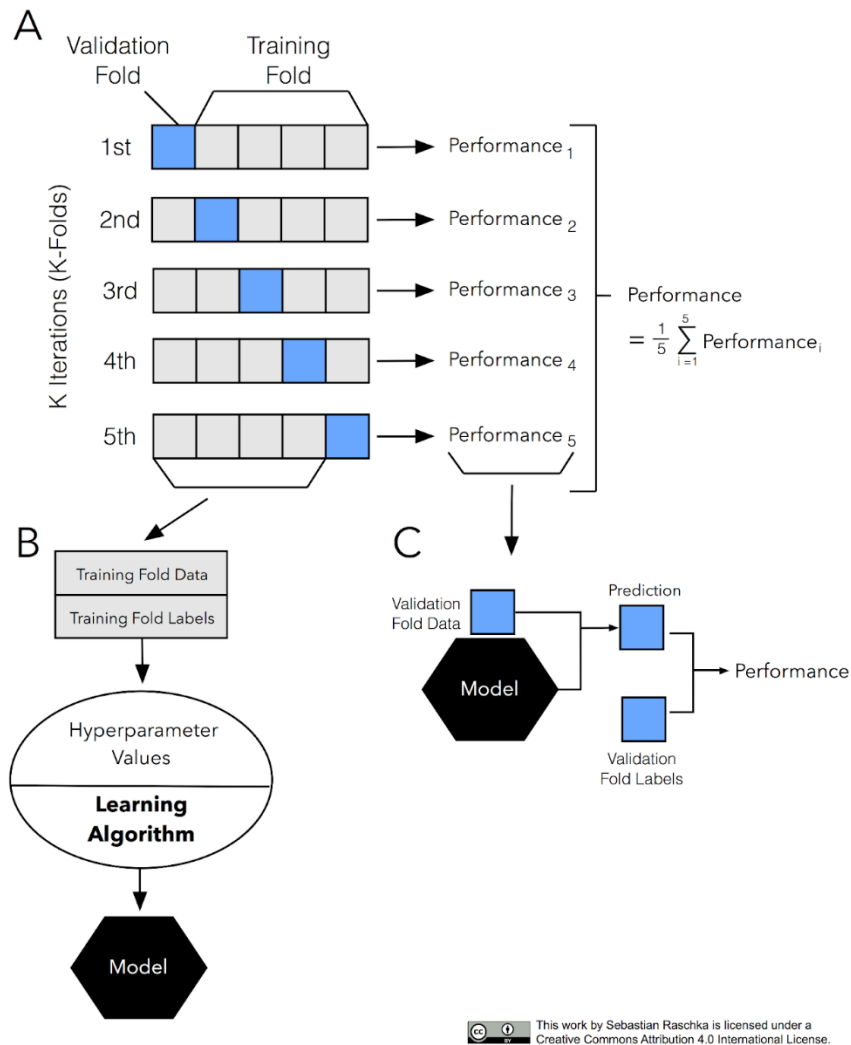 A
Validation
Fold
Training
Fold
K Iterations (K-Folds)
1st
Performance 1
2nd
Performance 2
3rd
Performance 3
4th
Performance 4
5th
Performance 5
Performance
= 1/5 5∑i=1 Performance i
B
Training Fold Data
Training Fold Labels
Hyperparameter
Values
Learning
Algorithm
Model
C
Validation
Fold Data
Model
Prediction
Performance
Validation
Fold Labels
cc BY
This work by Sebastian Raschka is licensed under a
Creative Commons Attribution 4.0 International License.